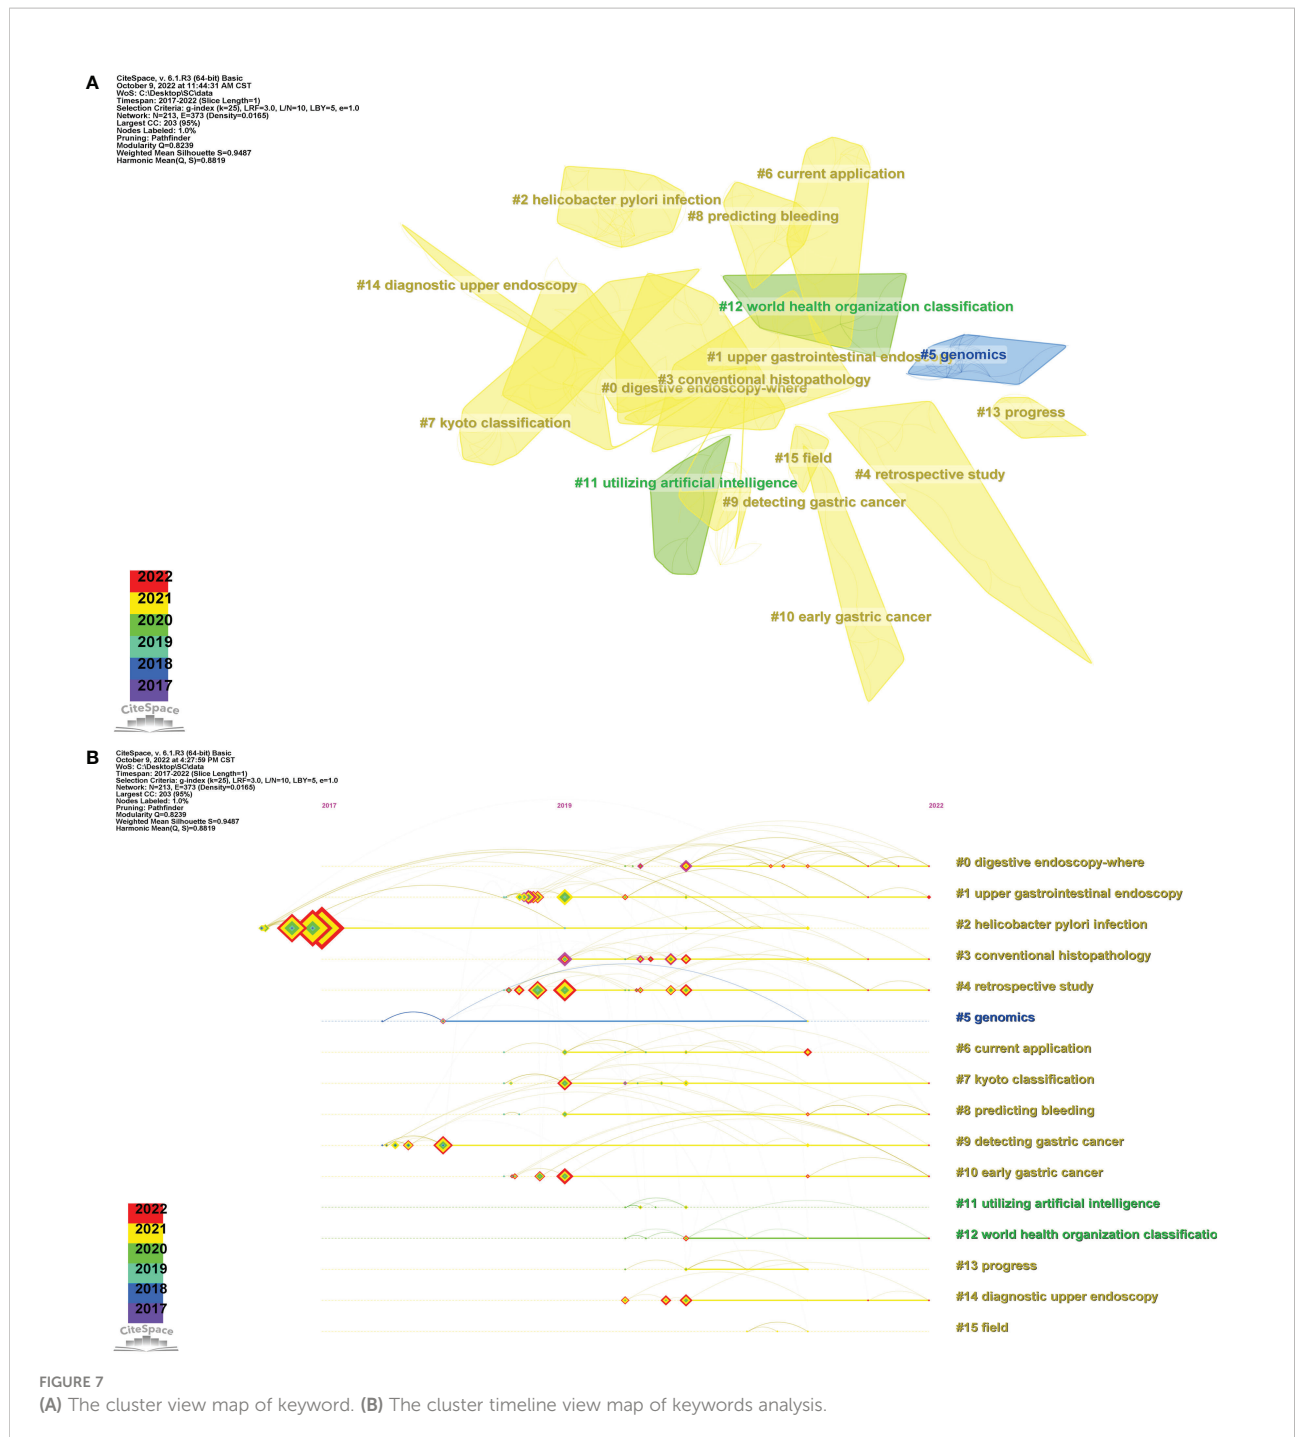 A
CiteSpace, v. 6.1.R3 (64-bit) Basic
October 9, 2022 at 11:44:31 AM CST
WoS: C:\Desktop\SC\data
Timespan: 2017-2022 (Slice Length=1)
Selection Criteria: g-index (k=25), LRF=3.0, L/N=10, LBY=5, e=1.0
Network: N=213, E=373 (Density=0.0165)
Largest CC: 203 (95%)
Nodes Labeled: 1.0%
Pruning: Pathfinder
Modularity Q=0.8239
Weighted Mean Silhouette S=0.9487
Harmonic Mean(Q, S)=0.8819
#6 current application
#2 helicobacter pylori infection
#8 predicting bleeding
#14 diagnostic upper endoscopy
#12 world health organization classification
#1 upper gastrointestinal endoscopy
#5 genomics
#3 conventional histopathology
#0 digestive endoscopy-where
#13 progress
#7 kyoto classification
#15 field
#4 retrospective study
#11 utilizing artificial intelligence
#9 detecting gastric cancer
#10 early gastric cancer
2022
2021
2020
2019
2018
2017
CiteSpace
B
CiteSpace, v. 6.1.R3 (64-bit) Basic
October 9, 2022 at 4:27:59 PM CST
WoS: C:\Desktop\SC\data
Timespan: 2017-2022 (Slice Length=1)
Selection Criteria: g-index (k=25), LRF=3.0, L/N=10, LBY=5, e=1.0
Network: N=213, E=373 (Density=0.0165)
Largest CC: 203 (95%)
Nodes Labeled: 1.0%
Pruning: Pathfinder
Modularity Q=0.8239
Weighted Mean Silhouette S=0.9487
Harmonic Mean(Q, S)=0.8819
2017 2019 2022
#0 digestive endoscopy-where
#1 upper gastrointestinal endoscopy
#2 helicobacter pylori infection
#3 conventional histopathology
#4 retrospective study
#5 genomics
#6 current application
#7 kyoto classification
#8 predicting bleeding
#9 detecting gastric cancer
#10 early gastric cancer
#11 utilizing artificial intelligence
#12 world health organization classificatio
#13 progress
#14 diagnostic upper endoscopy
#15 field
2022
2021
2020
2019
2018
2017
CiteSpace
FIGURE 7
(A) The cluster view map of keyword. (B) The cluster timeline view map of keywords analysis.